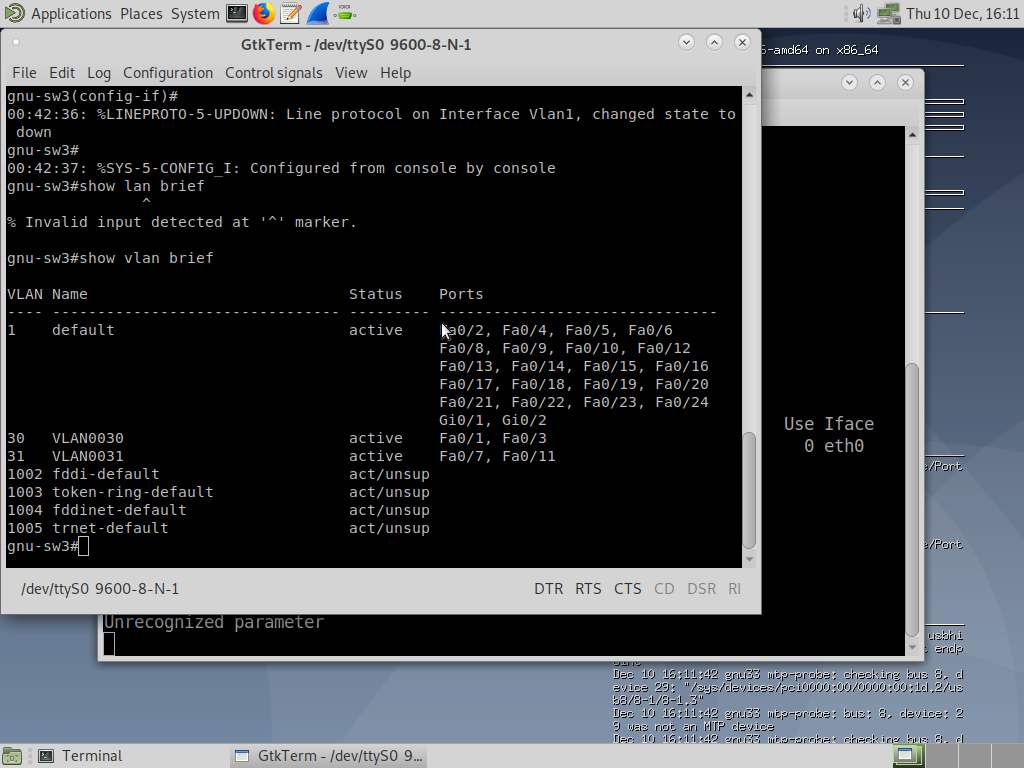 Applications Places System Thu 10 Dec, 16:11
GtkTerm - /dev/ttyS0 9600-8-N-1
-amd64 on x86_64
File Edit Log Configuration Control signals View Help
gnu-sw3(config-if)#
00:42:36: %LINEPROTO-5-UPDOWN: Line protocol on Interface Vlan1, changed state to
down
gnu-sw3#
00:42:37: %SYS-5-CONFIG_I: Configured from console by console
gnu-sw3#show lan brief
^
% Invalid input detected at '^' marker.
gnu-sw3#show vlan brief
VLAN Name Status Ports
---- -------------------------------- --------- -------------------------------
1 default active Fa0/2, Fa0/4, Fa0/5, Fa0/6
Fa0/8, Fa0/9, Fa0/10, Fa0/12
Fa0/13, Fa0/14, Fa0/15, Fa0/16
Fa0/17, Fa0/18, Fa0/19, Fa0/20
Fa0/21, Fa0/22, Fa0/23, Fa0/24
Gi0/1, Gi0/2
30 VLAN0030 active Fa0/1, Fa0/3
31 VLAN0031 active Fa0/7, Fa0/11
1002 fddi-default act/unsup
1003 token-ring-default act/unsup
1004 fddinet-default act/unsup
1005 trnet-default act/unsup
gnu-sw3#
/dev/ttyS0 9600-8-N-1 DTR RTS CTS CD DSR RI
Use Iface
0 eth0
e/Port
e/Port
Unrecognized parameter
usbhi
t endp
Dec 10 16:11:42 gnu33 mtp-probe: checking bus 8, d
evice 29: "/sys/devices/pci0000:00/0000:00:1d.2/us
b8/8-1/8-1.3"
Dec 10 16:11:42 gnu33 mtp-probe: bus: 8, device: 2
9 was not an MTP device
Dec 10 16:11:42 gnu33 mtp-probe: checking bus 8, d
Terminal GtkTerm - /dev/ttyS0 9...